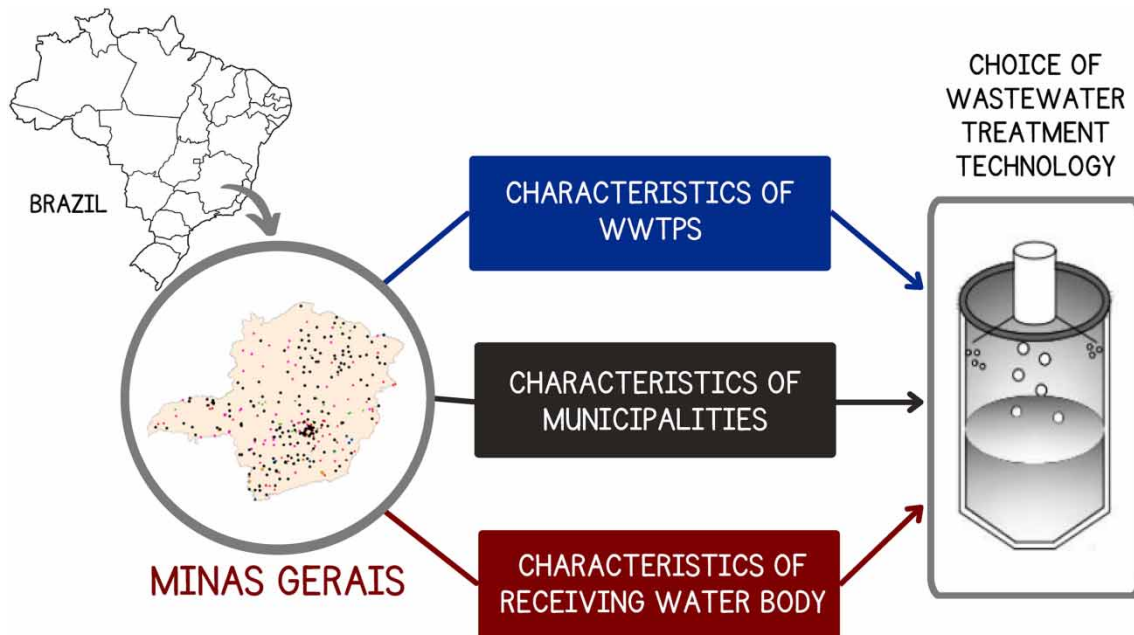 BRAZIL
MINAS GERAIS
CHARACTERISTICS OF
WWTPS
CHARACTERISTICS OF
MUNICIPALITIES
CHARACTERISTICS OF
RECEIVING WATER BODY
CHOICE OF
WASTEWATER
TREATMENT
TECHNOLOGY